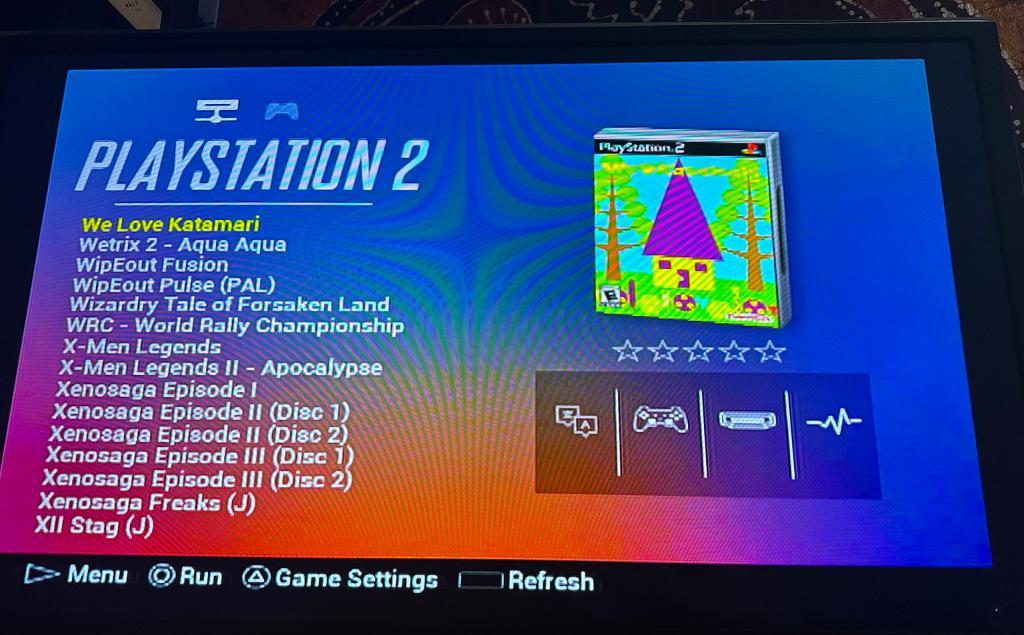 PLAYSTATION 2
We Love Katamari
Wetrix 2 - Aqua Aqua
WipEout Fusion
WipEout Pulse (PAL)
Wizardry Tale of Forsaken Land
WRC - World Rally Championship
X-Men Legends
X-Men Legends II - Apocalypse
Xenosaga Episode I
Xenosaga Episode II (Disc 1)
Xenosaga Episode II (Disc 2)
Xenosaga Episode III (Disc 1)
Xenosaga Episode III (Disc 2)
Xenosaga Freaks (J)
XII Stag (J)
PlayStation 2
E
Menu Run Game Settings Refresh